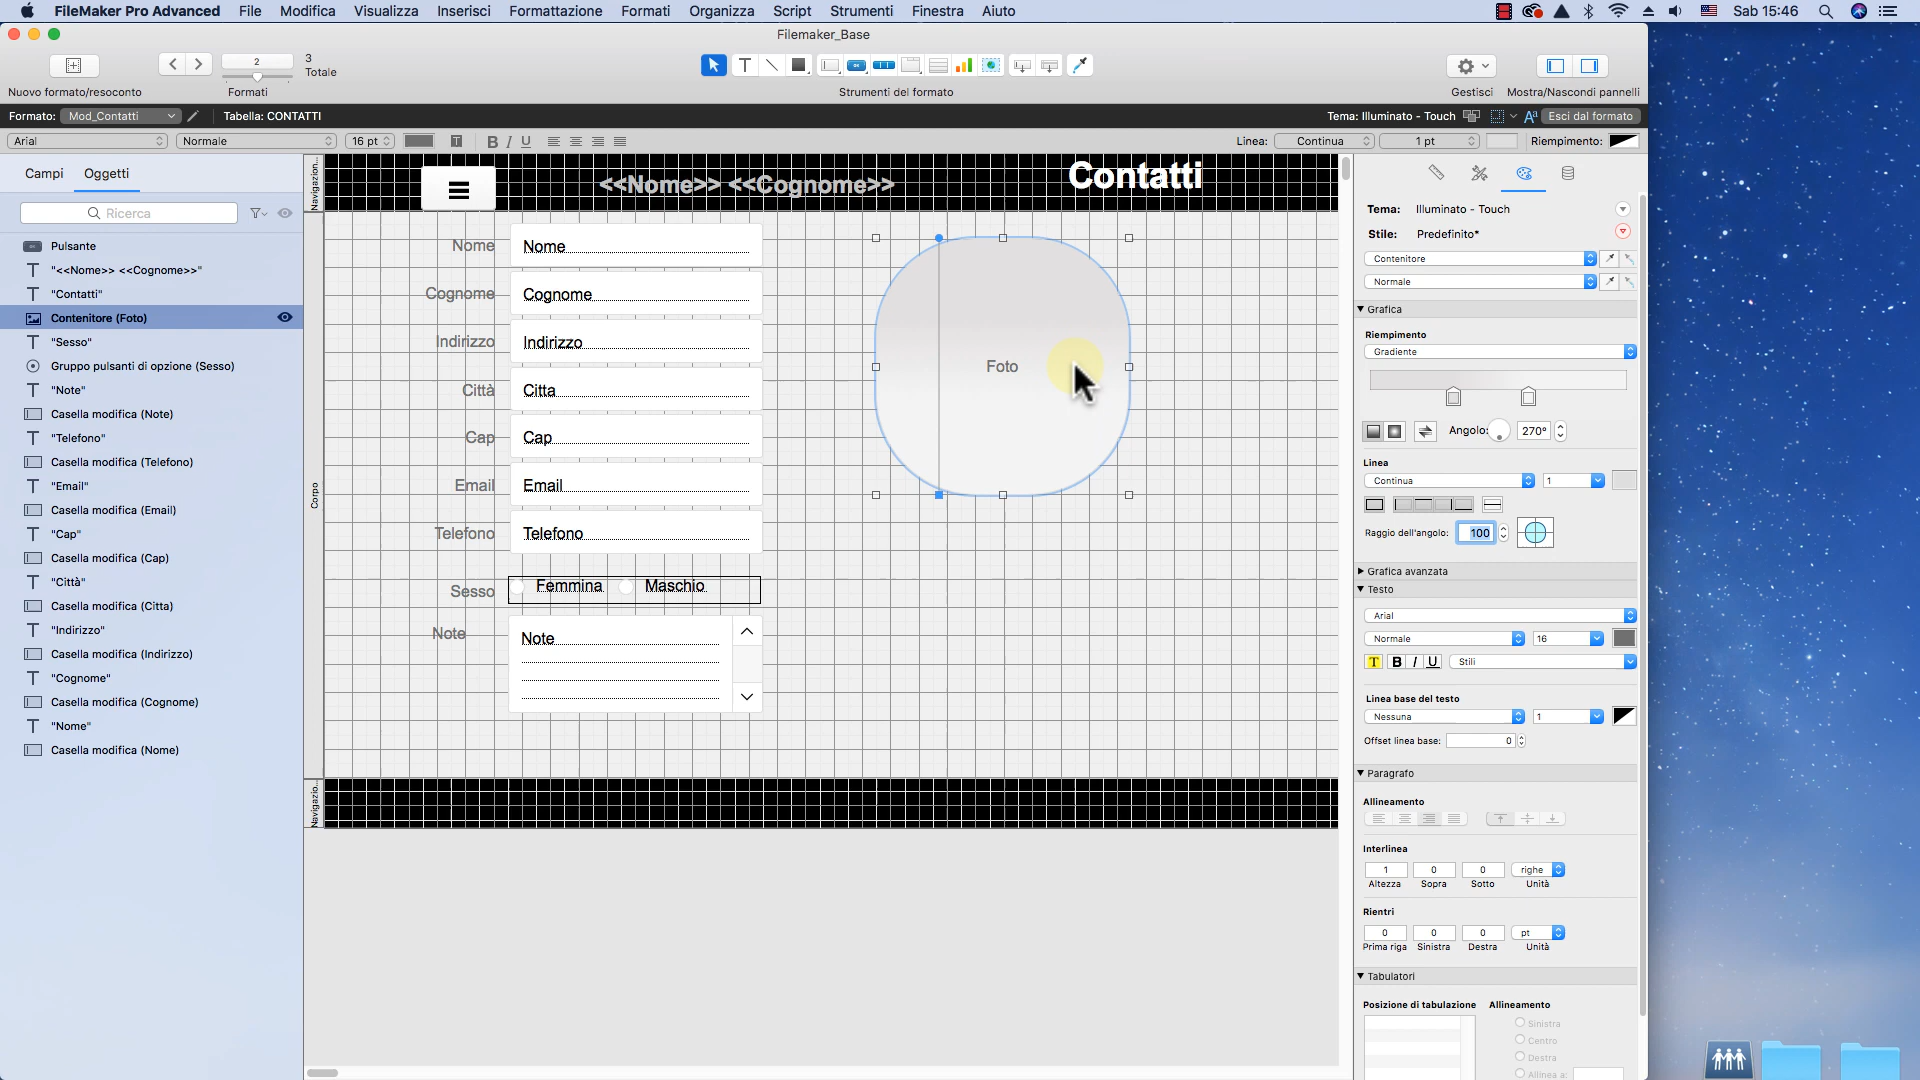 FileMaker Pro Advanced File Modifica Visualizza Inserisci Formattazione Formati Organizza Script Strumenti Finestra Aiuto Sab 15:46
Filemaker_Base
2 3 Totale
Nuovo formato/resoconto Formati Strumenti del formato Gestisci Mostra/Nascondi pannelli
Formato: Mod_Contatti Tabella: CONTATTI Tema: Illuminato - Touch Aª Esci dal formato
Arial Normale 16 pt B I U Linea: Continua 1 pt Riempimento:
Campi Oggetti
Ricerca
Pulsante
"<<Nome>> <<Cognome>>"
"Contatti"
Contenitore (Foto)
"Sesso"
Gruppo pulsanti di opzione (Sesso)
"Note"
Casella modifica (Note)
"Telefono"
Casella modifica (Telefono)
"Email"
Casella modifica (Email)
"Cap"
Casella modifica (Cap)
"Città"
Casella modifica (Citta)
"Indirizzo"
Casella modifica (Indirizzo)
"Cognome"
Casella modifica (Cognome)
"Nome"
Casella modifica (Nome)
Navigazion...
<<Nome>> <<Cognome>> Contatti
Corpo
Nome Nome
Cognome Cognome
Indirizzo Indirizzo
Città Citta
Cap Cap
Email Email
Telefono Telefono
Sesso Femmina Maschio
Note Note
Foto
Navigazio...
Tema: Illuminato - Touch
Stile: Predefinito*
Contenitore
Normale
Grafica
Riempimento
Gradiente
Angolo: 270°
Linea
Continua 1
Raggio dell'angolo: 100
Grafica avanzata
Testo
Arial
Normale 16
T B I U Stili
Linea base del testo
Nessuna 1
Offset linea base: 0
Paragrafo
Allineamento
Interlinea
1 0 0 righe
Altezza Sopra Sotto Unità
Rientri
0 0 0 pt
Prima riga Sinistra Destra Unità
Tabulatori
Posizione di tabulazione Allineamento
Sinistra
Centro
Destra
Allinea a: